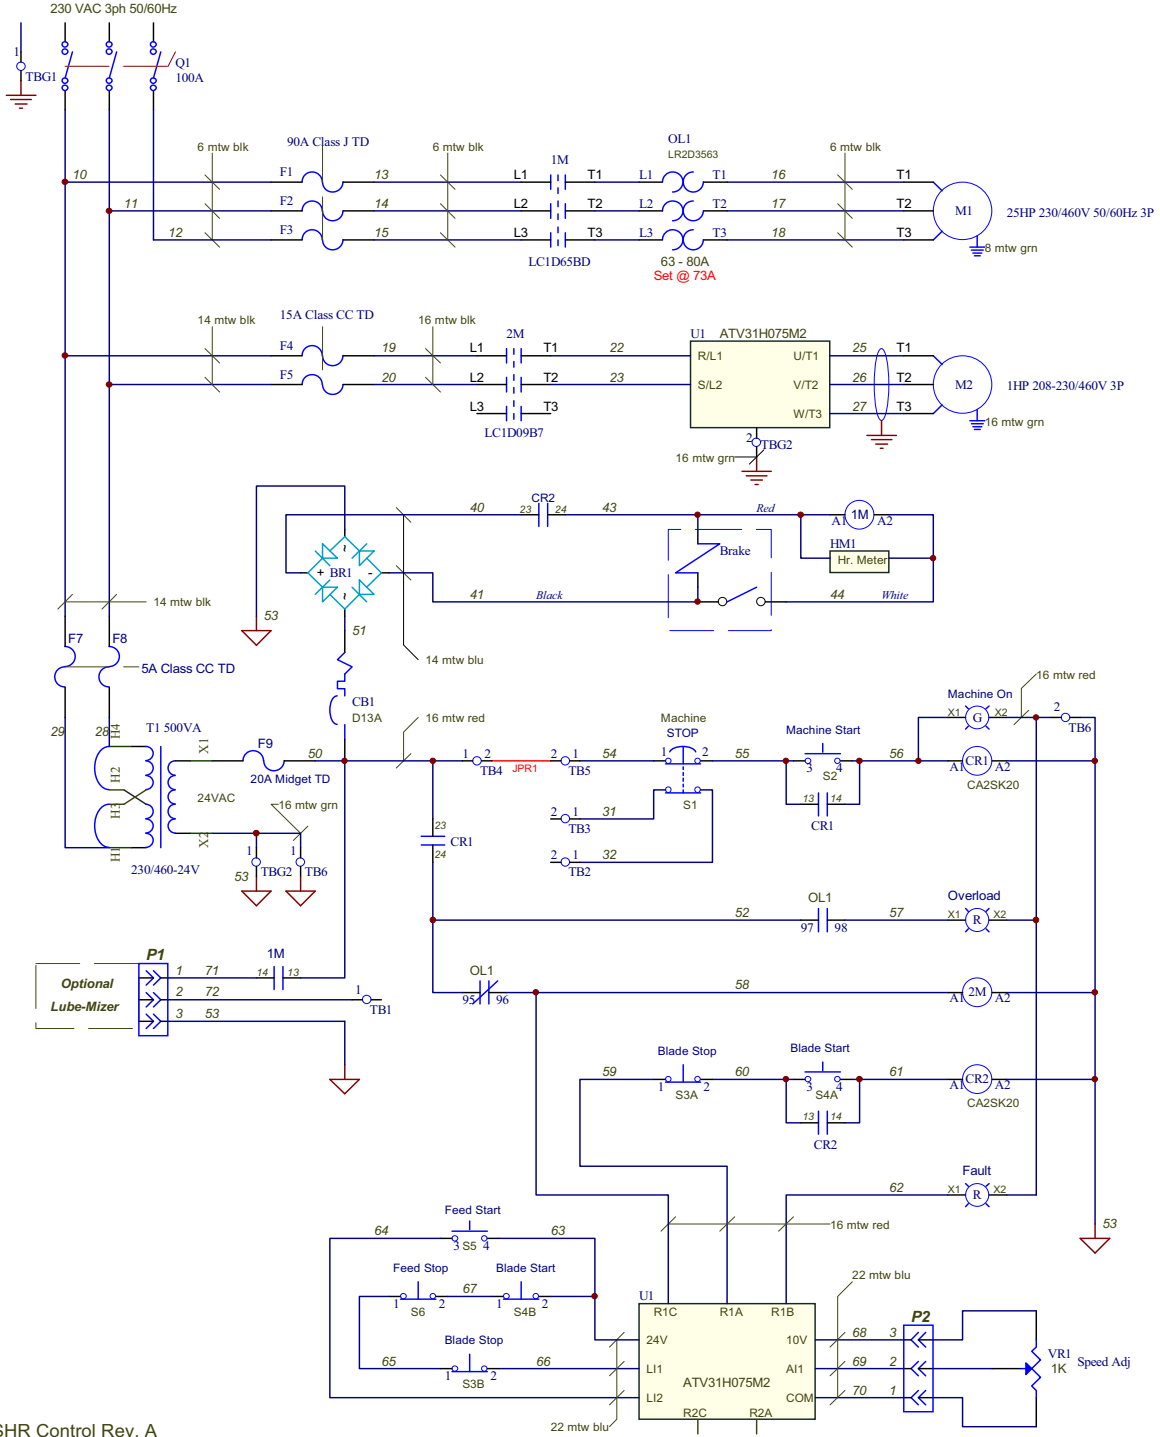 230 VAC 3ph 50/60Hz
1
TBG1
Q1
100A
6 mtw blk
90A Class J TD
6 mtw blk
OL1
LR2D3563
6 mtw blk
1M
10 F1 13 L1 T1 L1 T1 16 T1
11 F2 14 L2 T2 L2 T2 17 T2
M1
25HP 230/460V 50/60Hz 3P
12 F3 15 L3 T3 L3 T3 18 T3
8 mtw grn
LC1D65BD
63 - 80A
Set @ 73A
14 mtw blk
15A Class CC TD
16 mtw blk
2M
U1 ATV31H075M2
F4 19 L1 T1 22 R/L1 U/T1 25 T1
F5 20 L2 T2 23 S/L2 V/T2 26 T2
M2
1HP 208-230/460V 3P
L3 T3 W/T3 27 T3
16 mtw grn
LC1D09B7
2
TBG2
16 mtw grn
CR2
40 23 24 43 Red A1 1M A2
HM1
Hr. Meter
Brake
+ ~ BR1 ~ -
41 Black 44 White
14 mtw blk
53
51
14 mtw blu
F7 F8
5A Class CC TD
CB1
D13A
16 mtw red
Machine On
16 mtw red
X1 G X2
2
TB6
29 28 H4
T1 500VA
X1
F9
50
20A Midget TD
24VAC
H2
H3
H1
X2
230/460-24V
16 mtw grn
1
TBG2
1
TB6
53
1 2
TB4
JPR1
2 1
TB5
54
Machine
STOP
1 2
S1
55
Machine Start
3 4
S2
13 14
CR1
56
A1 CR1 A2
CA2SK20
2 1 31
TB3
2 1 32
TB2
23
CR1
24
52
OL1
97 98
57
Overload
X1 R X2
P1
Optional
Lube-Mizer
1 71
14 13
1M
2 72
1
TB1
3 53
OL1
95 96
58
A1 2M A2
59
Blade Stop
1 2
S3A
60
Blade Start
3 4
S4A
13 14
CR2
61
A1 CR2 A2
CA2SK20
62
Fault
X1 R X2
16 mtw red
53
64
Feed Start
3 S5 4
63
Feed Stop
1 2
S6
67
Blade Start
1 2
S4B
65
Blade Stop
1 2
S3B
66
22 mtw blu
U1
R1C R1A R1B
24V 10V
LI1 AI1
ATV31H075M2
LI2 COM
R2C R2A
22 mtw blu
P2
68 3
69 2
70 1
VR1
1K
Speed Adj
SHR Control Rev. A